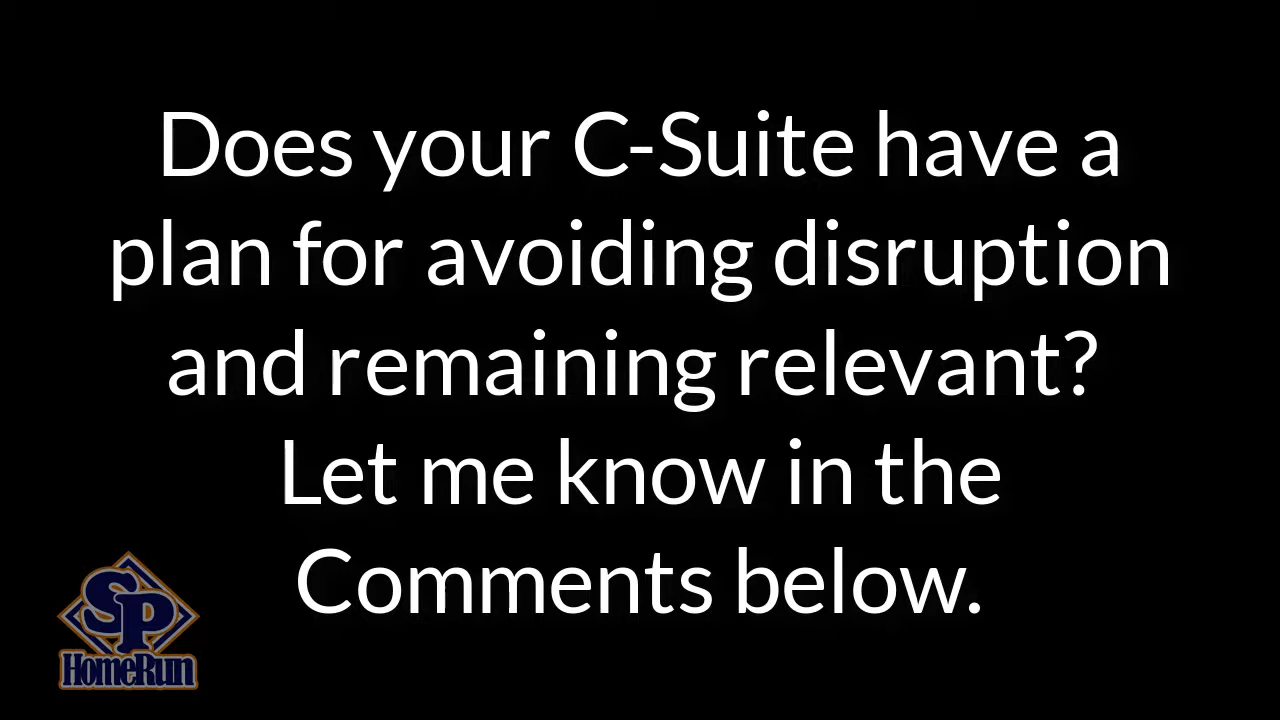 Does your C-Suite have a
plan for avoiding disruption
and remaining relevant?
Let me know in the
Comments below.
SP
HomeRun